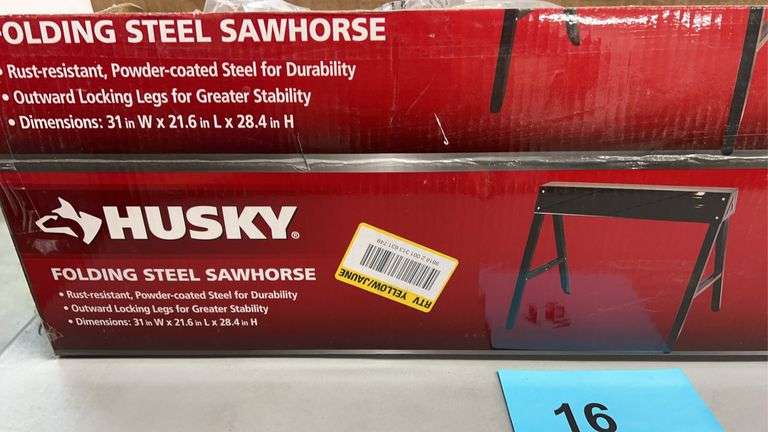 OLDING STEEL SAWHORSE
• Rust-resistant, Powder-coated Steel for Durability
• Outward Locking Legs for Greater Stability
• Dimensions: 31 in W x 21.6 in L x 28.4 in H
HUSKY®
FOLDING STEEL SAWHORSE
• Rust-resistant, Powder-coated Steel for Durability
• Outward Locking Legs for Greater Stability
• Dimensions: 31 in W x 21.6 in L x 28.4 in H
RTV YELLOW/JAUNE
16